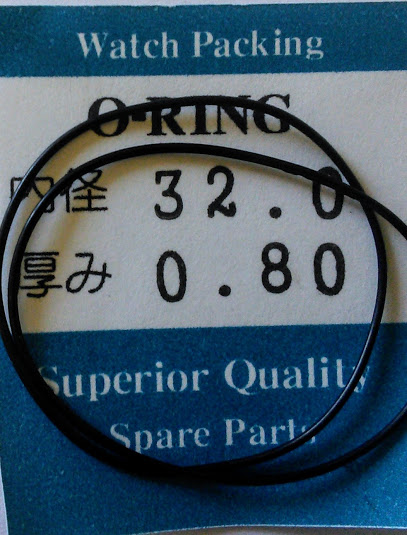 Watch Packing
O-RING
内径 32.0
厚み 0.80
Superior Quality
Spare Parts